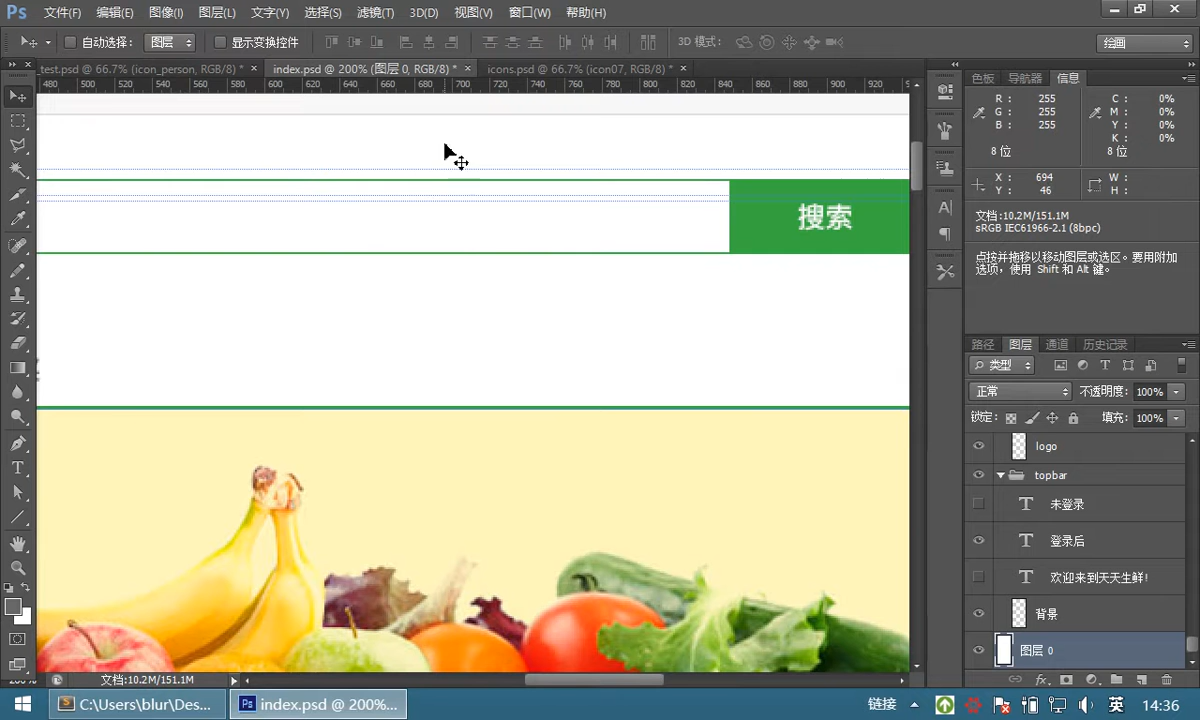 Ps 文件(F) 编辑(E) 图像(I) 图层(L) 文字(Y) 选择(S) 滤镜(T) 3D(D) 视图(V) 窗口(W) 帮助(H)
自动选择： 图层 显示变换控件 3D 模式： 绘画
test.psd @ 66.7% (icon_person, RGB/8) * × index.psd @ 200% (图层 0, RGB/8) * × icons.psd @ 66.7% (icon07, RGB/8) * ×
480 500 520 540 560 580 600 620 640 660 680 700 720 740 760 780 800 820 840 860 880 900 920
色板 导航器 信息
R： 255 C： 0%
G： 255 M： 0%
B： 255 Y： 0%
K： 0%
8 位 8 位
X： 694 W：
Y： 46 H：
文档:10.2M/151.1M
sRGB IEC61966-2.1 (8bpc)
点按并拖移以移动图层或选区。要用附加
选项，使用 Shift 和 Alt 键。
搜索
路径 图层 通道 历史记录
类型
正常 不透明度： 100%
锁定： 填充： 100%
logo
topbar
未登录
登录后
欢迎来到天天生鲜!
背景
图层 0
文档:10.2M/151.1M
C:\Users\blur\Des... index.psd @ 200%... 链接 英 14:36